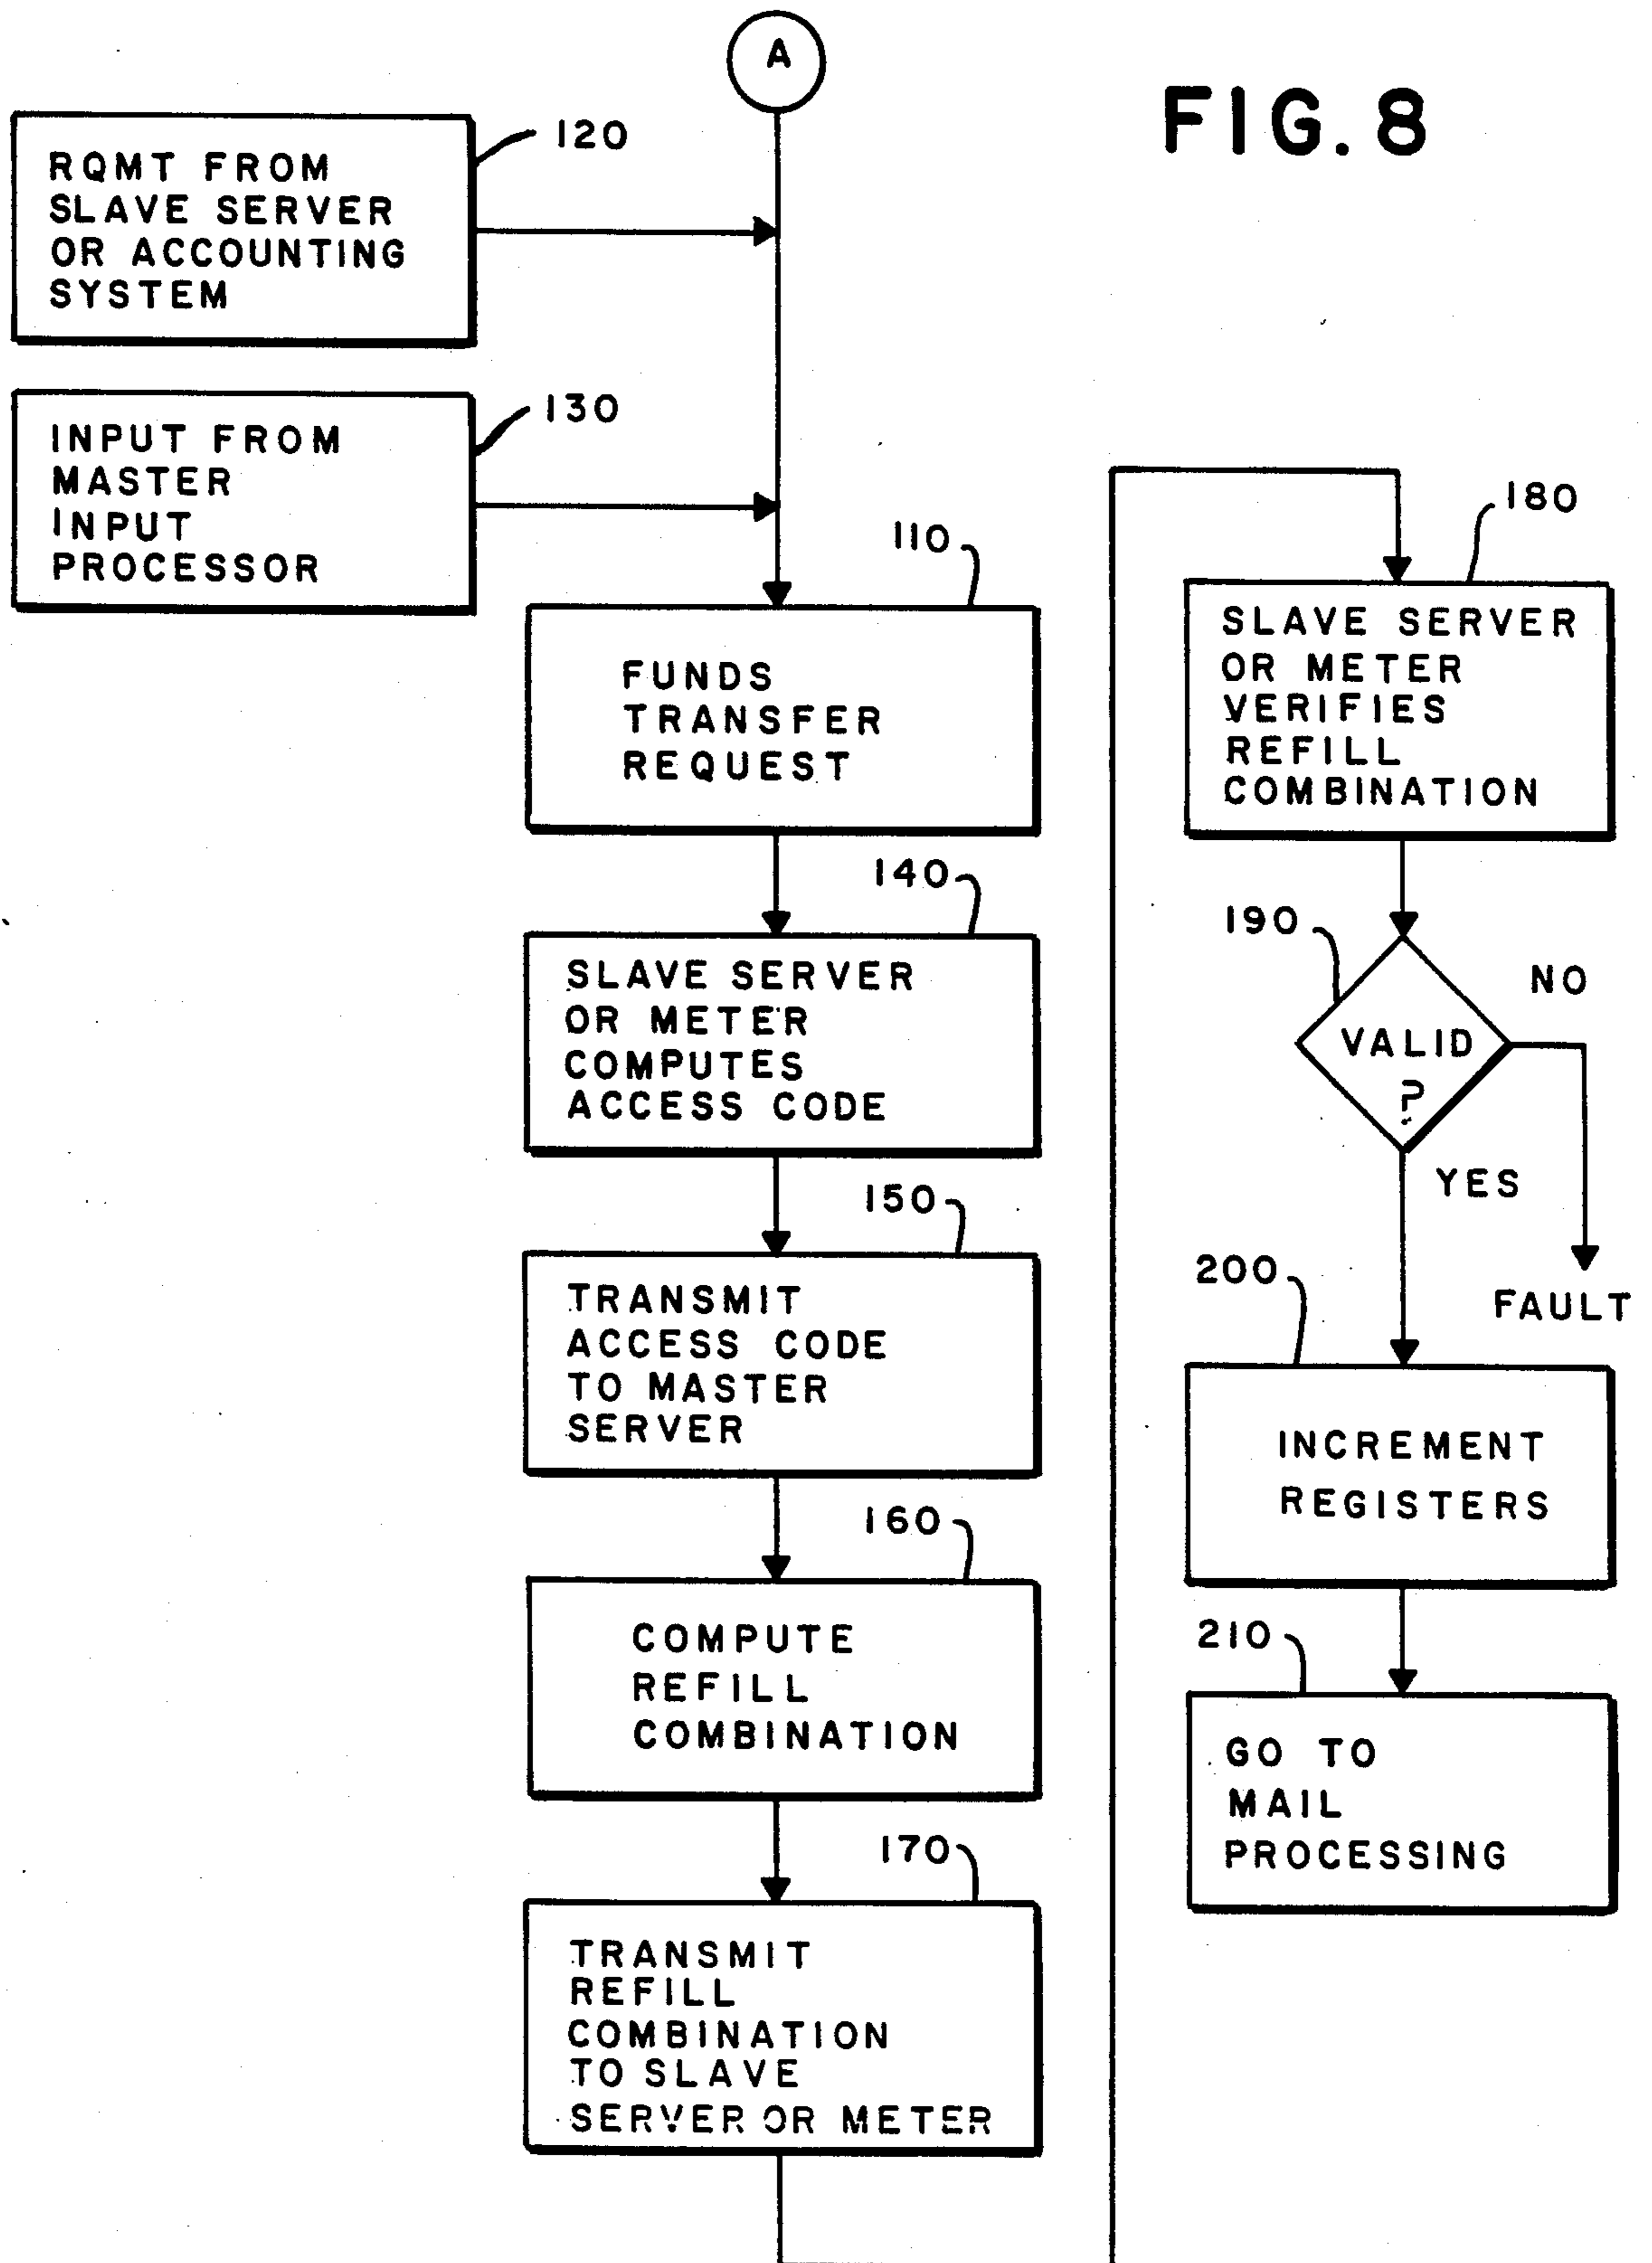 A
FIG. 8
120
RQMT FROM
SLAVE SERVER
OR ACCOUNTING
SYSTEM
130
INPUT FROM
MASTER
INPUT
PROCESSOR
110
FUNDS
TRANSFER
REQUEST
140
SLAVE SERVER
OR METER
COMPUTES
ACCESS CODE
150
TRANSMIT
ACCESS CODE
TO MASTER
SERVER
160
COMPUTE
REFILL
COMBINATION
170
TRANSMIT
REFILL
COMBINATION
TO SLAVE
SERVER OR METER
180
SLAVE SERVER
OR METER
VERIFIES
REFILL
COMBINATION
190
VALID
?
NO
YES
FAULT
200
INCREMENT
REGISTERS
210
GO TO
MAIL
PROCESSING